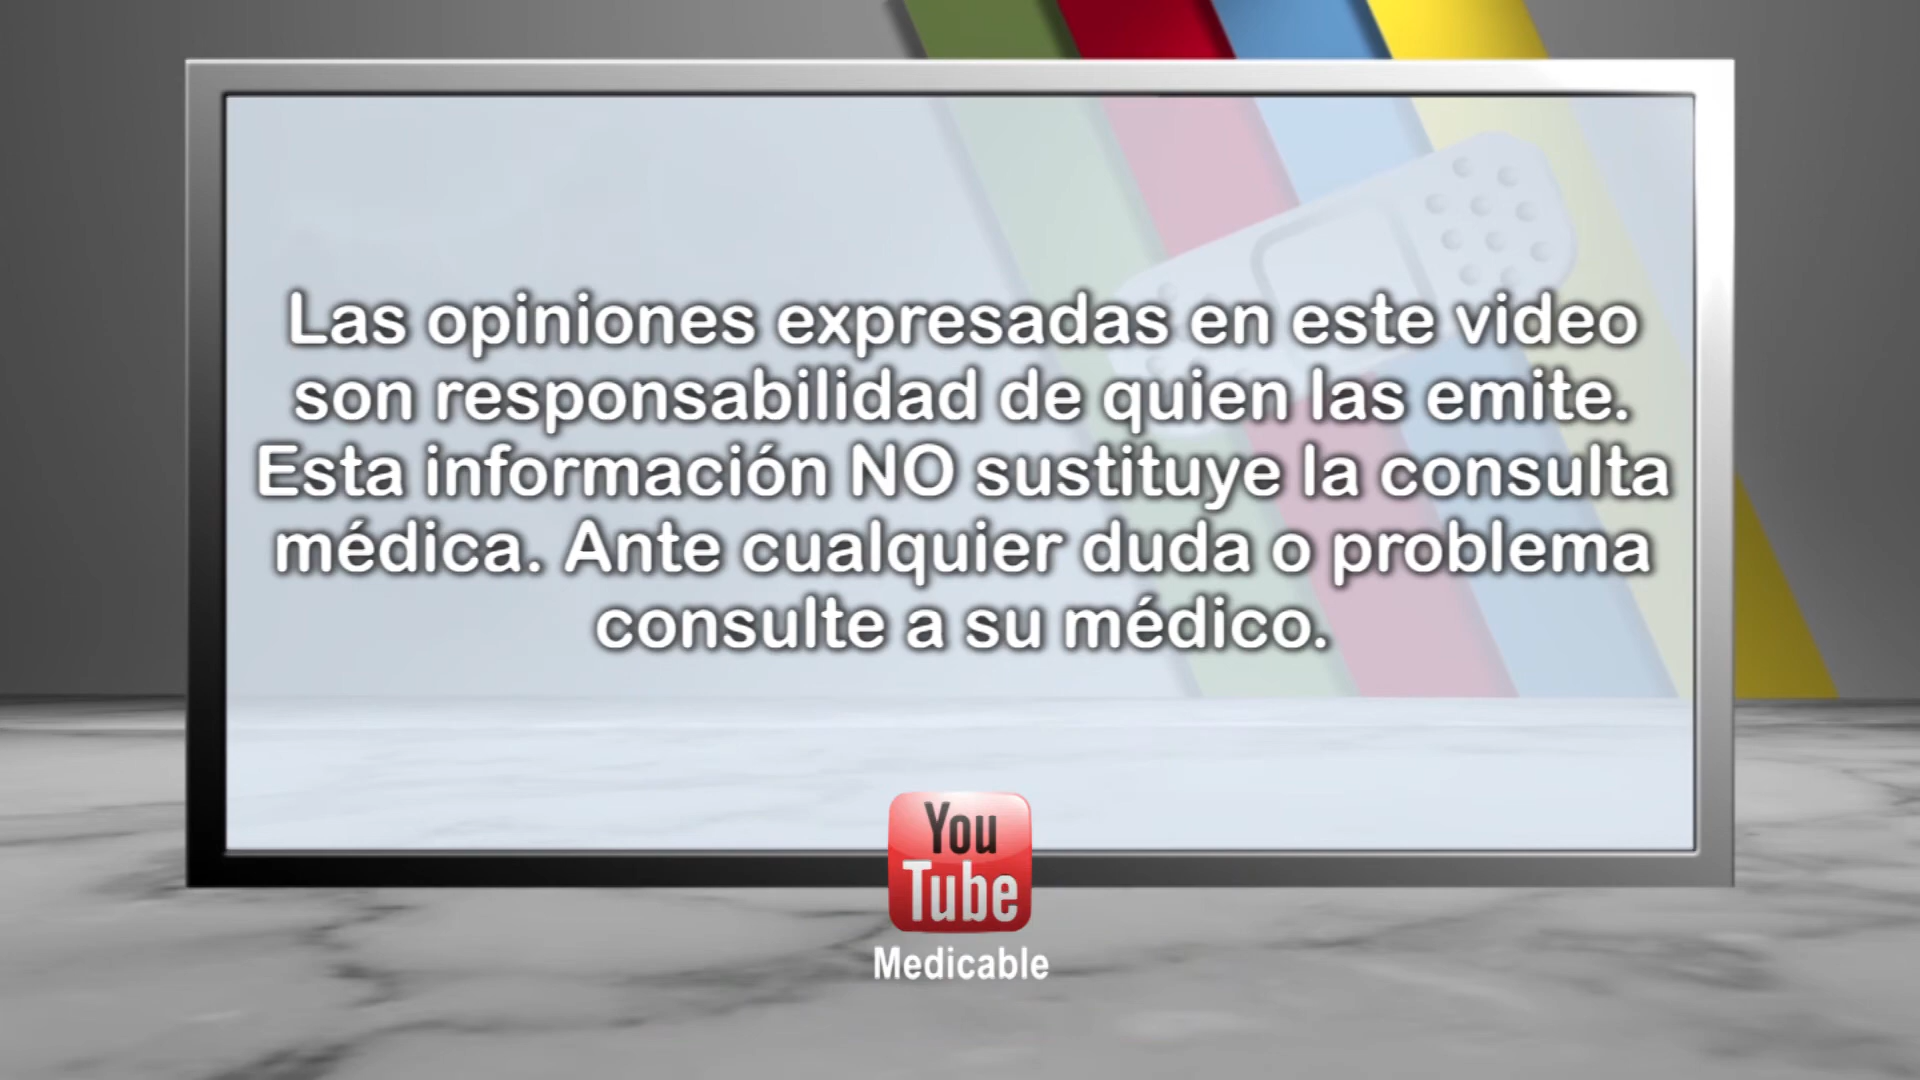 Las opiniones expresadas en este video
son responsabilidad de quien las emite.
Esta información NO sustituye la consulta
médica. Ante cualquier duda o problema
consulte a su médico.
You
Tube
Medicable